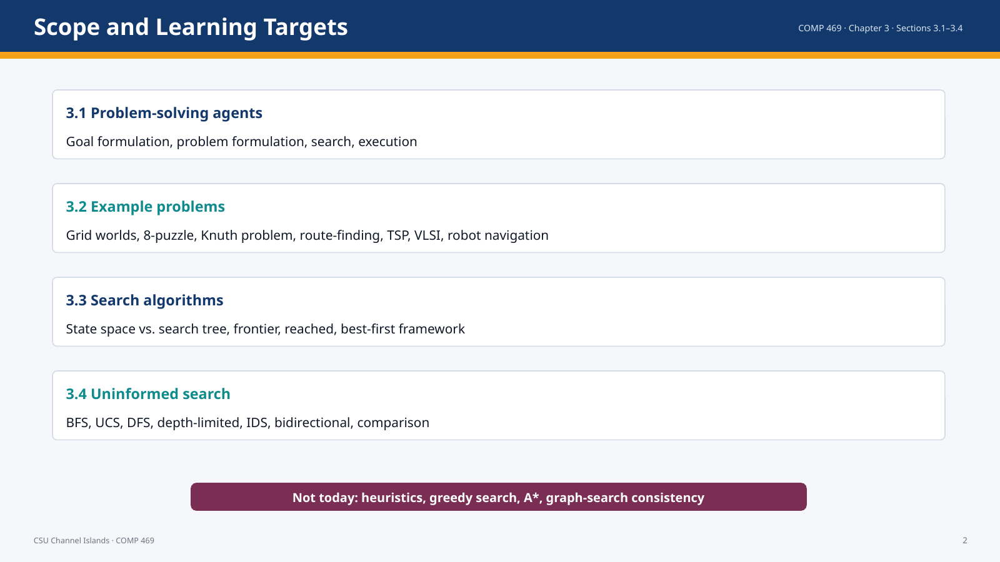 Scope and Learning Targets
COMP 469 · Chapter 3 · Sections 3.1–3.4
3.1 Problem-solving agents
Goal formulation, problem formulation, search, execution
3.2 Example problems
Grid worlds, 8-puzzle, Knuth problem, route-finding, TSP, VLSI, robot navigation
3.3 Search algorithms
State space vs. search tree, frontier, reached, best-first framework
3.4 Uninformed search
BFS, UCS, DFS, depth-limited, IDS, bidirectional, comparison
Not today: heuristics, greedy search, A*, graph-search consistency
CSU Channel Islands · COMP 469
2